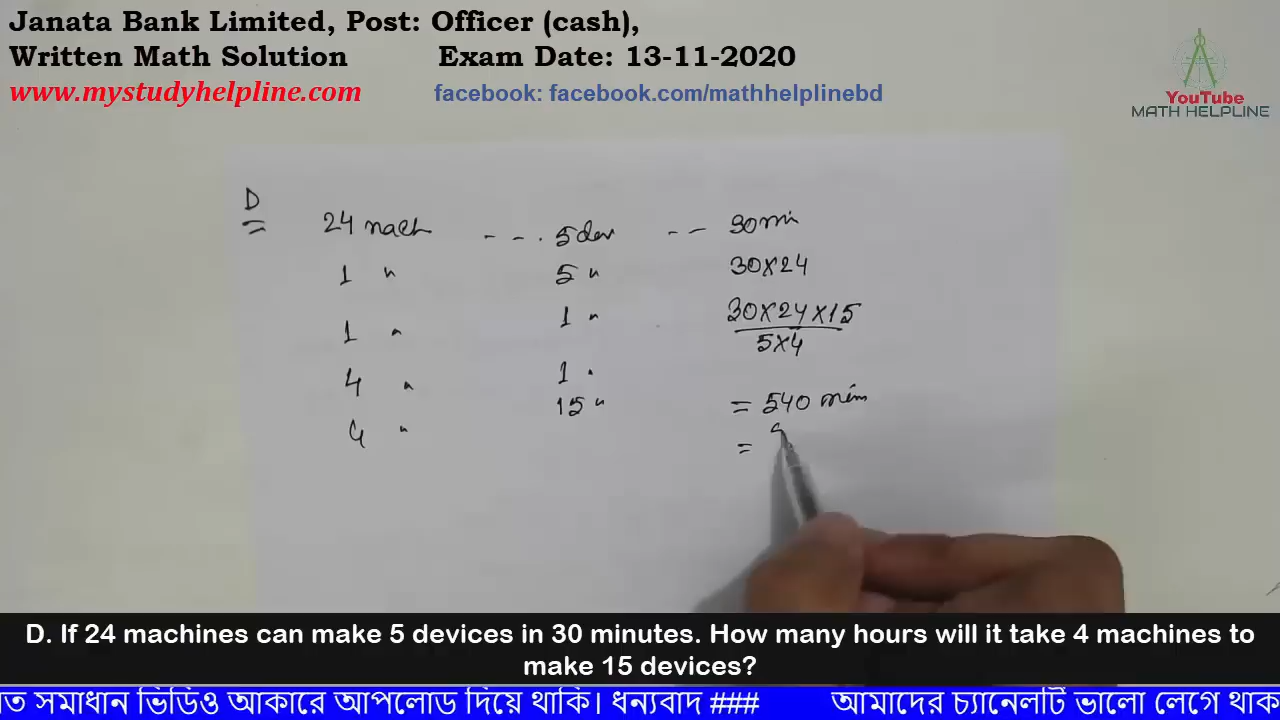 Janata Bank Limited, Post: Officer (cash),
Written Math Solution Exam Date: 13-11-2020
www.mystudyhelpline.com facebook: facebook.com/mathhelplinebd
YouTube
MATH HELPLINE
D
24 mach - - . 5 dev - - 30 min
1 " 5 " 30×24
1 " 1 " 30×24×15
5×4
4 " 1 "
15 " = 540 min
4 " =
D. If 24 machines can make 5 devices in 30 minutes. How many hours will it take 4 machines to
make 15 devices?
ত সমাধান ভিডিও আকারে আপলোড দিয়ে থাকি। ধন্যবাদ ### আমাদের চ্যানেলটি ভালো লেগে থাক